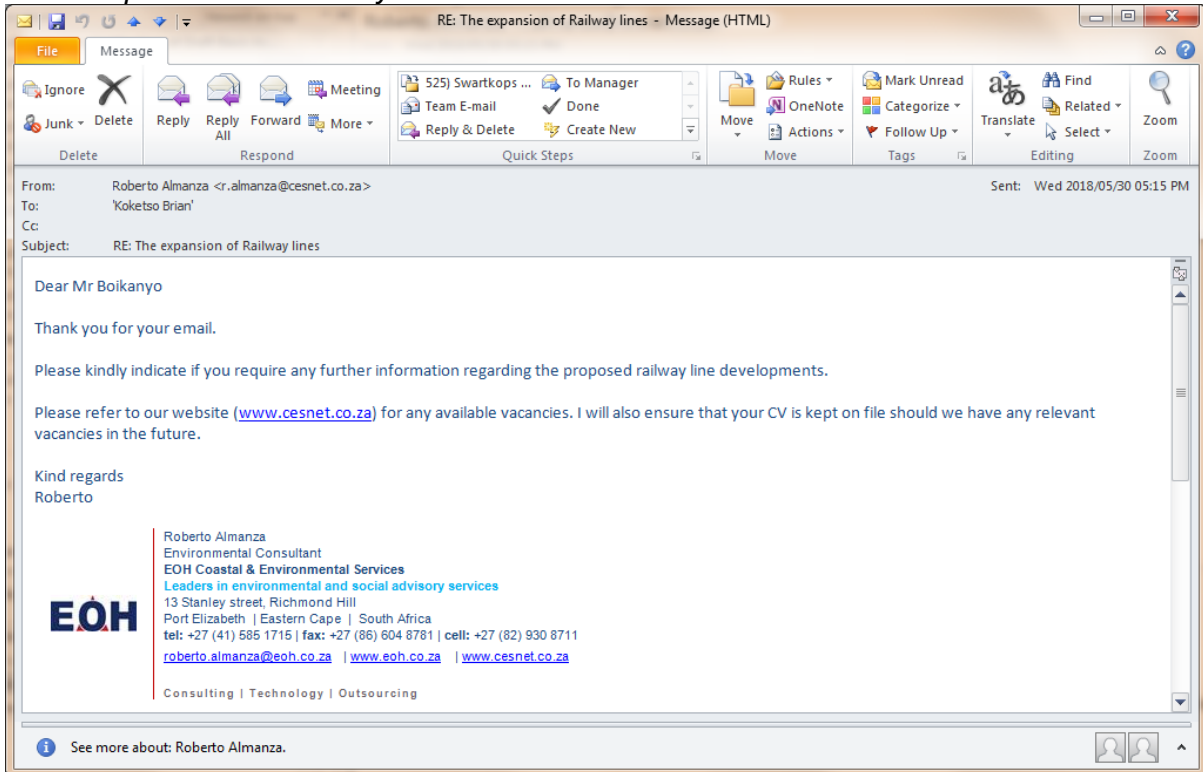 RE: The expansion of Railway lines - Message (HTML)
File Message
Ignore
Junk
Delete
Reply
Reply All
Forward
Meeting
More
525) Swartkops ...
Team E-mail
Reply & Delete
To Manager
Done
Create New
Move
Rules
OneNote
Actions
Mark Unread
Categorize
Follow Up
Translate
Find
Related
Select
Zoom
Delete Respond Quick Steps Move Tags Editing Zoom
From: Roberto Almanza <r.almanza@cesnet.co.za> Sent: Wed 2018/05/30 05:15 PM
To: 'Koketso Brian'
Cc:
Subject: RE: The expansion of Railway lines
Dear Mr Boikanyo
Thank you for your email.
Please kindly indicate if you require any further information regarding the proposed railway line developments.
Please refer to our website (www.cesnet.co.za) for any available vacancies. I will also ensure that your CV is kept on file should we have any relevant
vacancies in the future.
Kind regards
Roberto
Roberto Almanza
Environmental Consultant
EOH Coastal & Environmental Services
Leaders in environmental and social advisory services
13 Stanley street, Richmond Hill
Port Elizabeth | Eastern Cape | South Africa
tel: +27 (41) 585 1715 | fax: +27 (86) 604 8781 | cell: +27 (82) 930 8711
roberto.almanza@eoh.co.za | www.eoh.co.za | www.cesnet.co.za
EOH
Consulting | Technology | Outsourcing
See more about: Roberto Almanza.